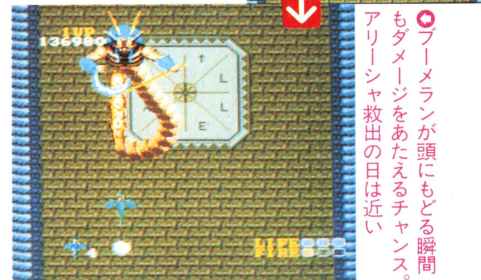 ブーメランが頭にもどる瞬間
もダメージをあたえるチャンス。
アリーシャ救出の日は近い
1UP
136980
↑
L
L
E
4
LIFE
FIRE